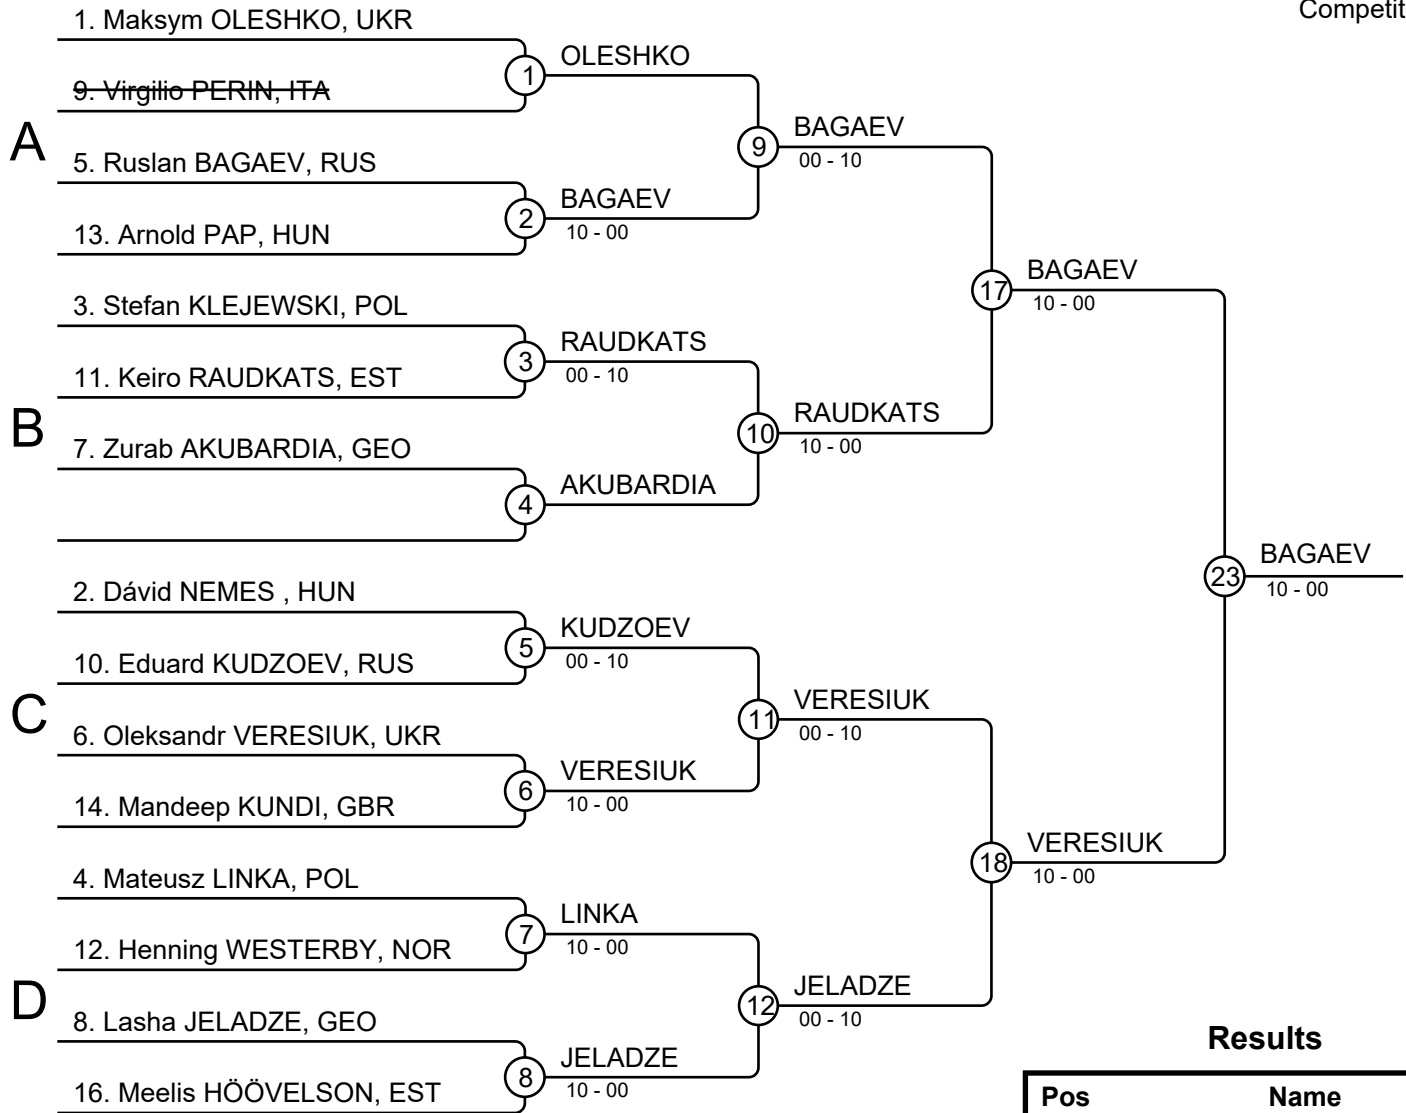 Competit
1. Maksym OLESHKO, UKR
9. Virgilio PERIN, ITA
1
OLESHKO
A
5. Ruslan BAGAEV, RUS
13. Arnold PAP, HUN
2
BAGAEV
10 - 00
9
BAGAEV
00 - 10
3. Stefan KLEJEWSKI, POL
11. Keiro RAUDKATS, EST
3
RAUDKATS
00 - 10
B
7. Zurab AKUBARDIA, GEO
4
AKUBARDIA
10
RAUDKATS
10 - 00
17
BAGAEV
10 - 00
2. Dávid NEMES , HUN
10. Eduard KUDZOEV, RUS
5
KUDZOEV
00 - 10
C
6. Oleksandr VERESIUK, UKR
14. Mandeep KUNDI, GBR
6
VERESIUK
10 - 00
11
VERESIUK
00 - 10
4. Mateusz LINKA, POL
12. Henning WESTERBY, NOR
7
LINKA
10 - 00
D
8. Lasha JELADZE, GEO
16. Meelis HÖÖVELSON, EST
8
JELADZE
10 - 00
12
JELADZE
00 - 10
18
VERESIUK
10 - 00
23
BAGAEV
10 - 00
Results
Pos Name